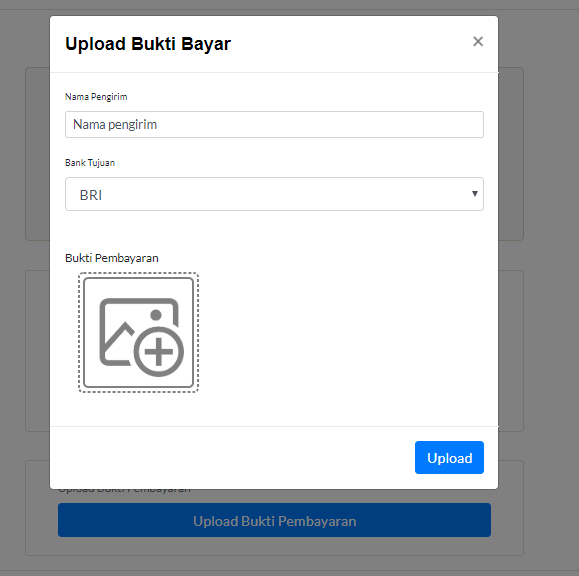 Upload Bukti Bayar
×
Nama Pengirim
Nama pengirim
Bank Tujuan
BRI
Bukti Pembayaran
Upload
Upload Bukti Pembayaran
Upload Bukti Pembayaran